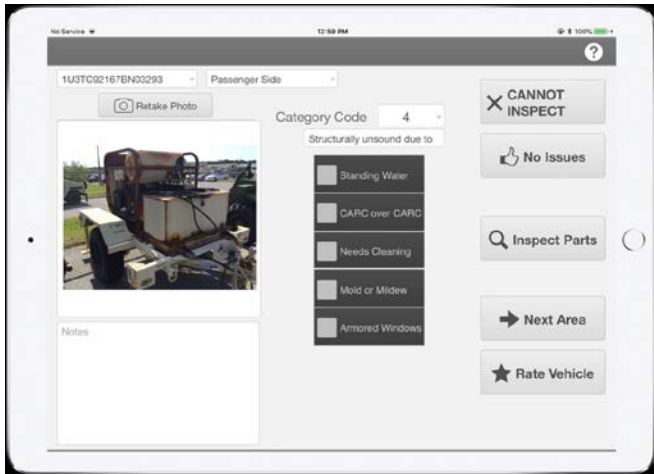 No Service
12:59 PM
100%
?
1U3TC92167BN03293
Passenger Side
Retake Photo
Category Code
4
Structurally unsound due to
Standing Water
CARC over CARC
Needs Cleaning
Mold or Mildew
Armored Windows
Notes
CANNOT
INSPECT
No Issues
Inspect Parts
Next Area
Rate Vehicle